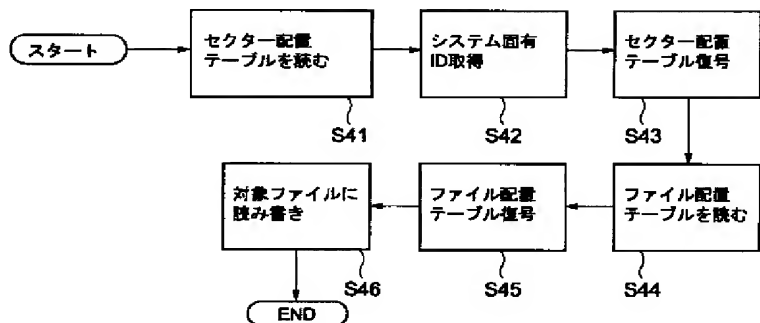 スタート
セクター配置
テーブルを読む
S41
システム固有
ID取得
S42
セクター配置
テーブル復号
S43
ファイル配置
テーブルを読む
S44
ファイル配置
テーブル復号
S45
対象ファイルに
読み書き
S46
END